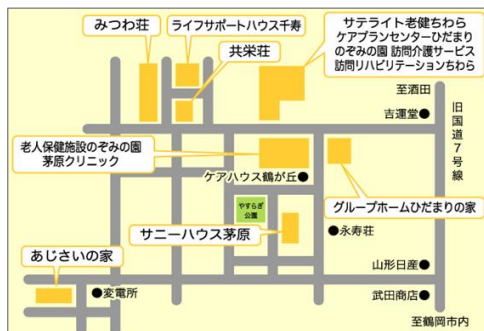 みつわ荘
ライフサポートハウス千寿
共栄荘
サテライト老健ちわら
ケアプランセンターひだまり
のぞみの園 訪問介護サービス
訪問リハビリテーションちわら
至酒田
吉運堂
旧国道7号線
老人保健施設のぞみの園
茅原クリニック
ケアハウス鶴が丘
グループホームひだまりの家
やすらぎ
公園
サニーハウス茅原
永寿荘
あじさいの家
変電所
山形日産
武田商店
至鶴岡市内